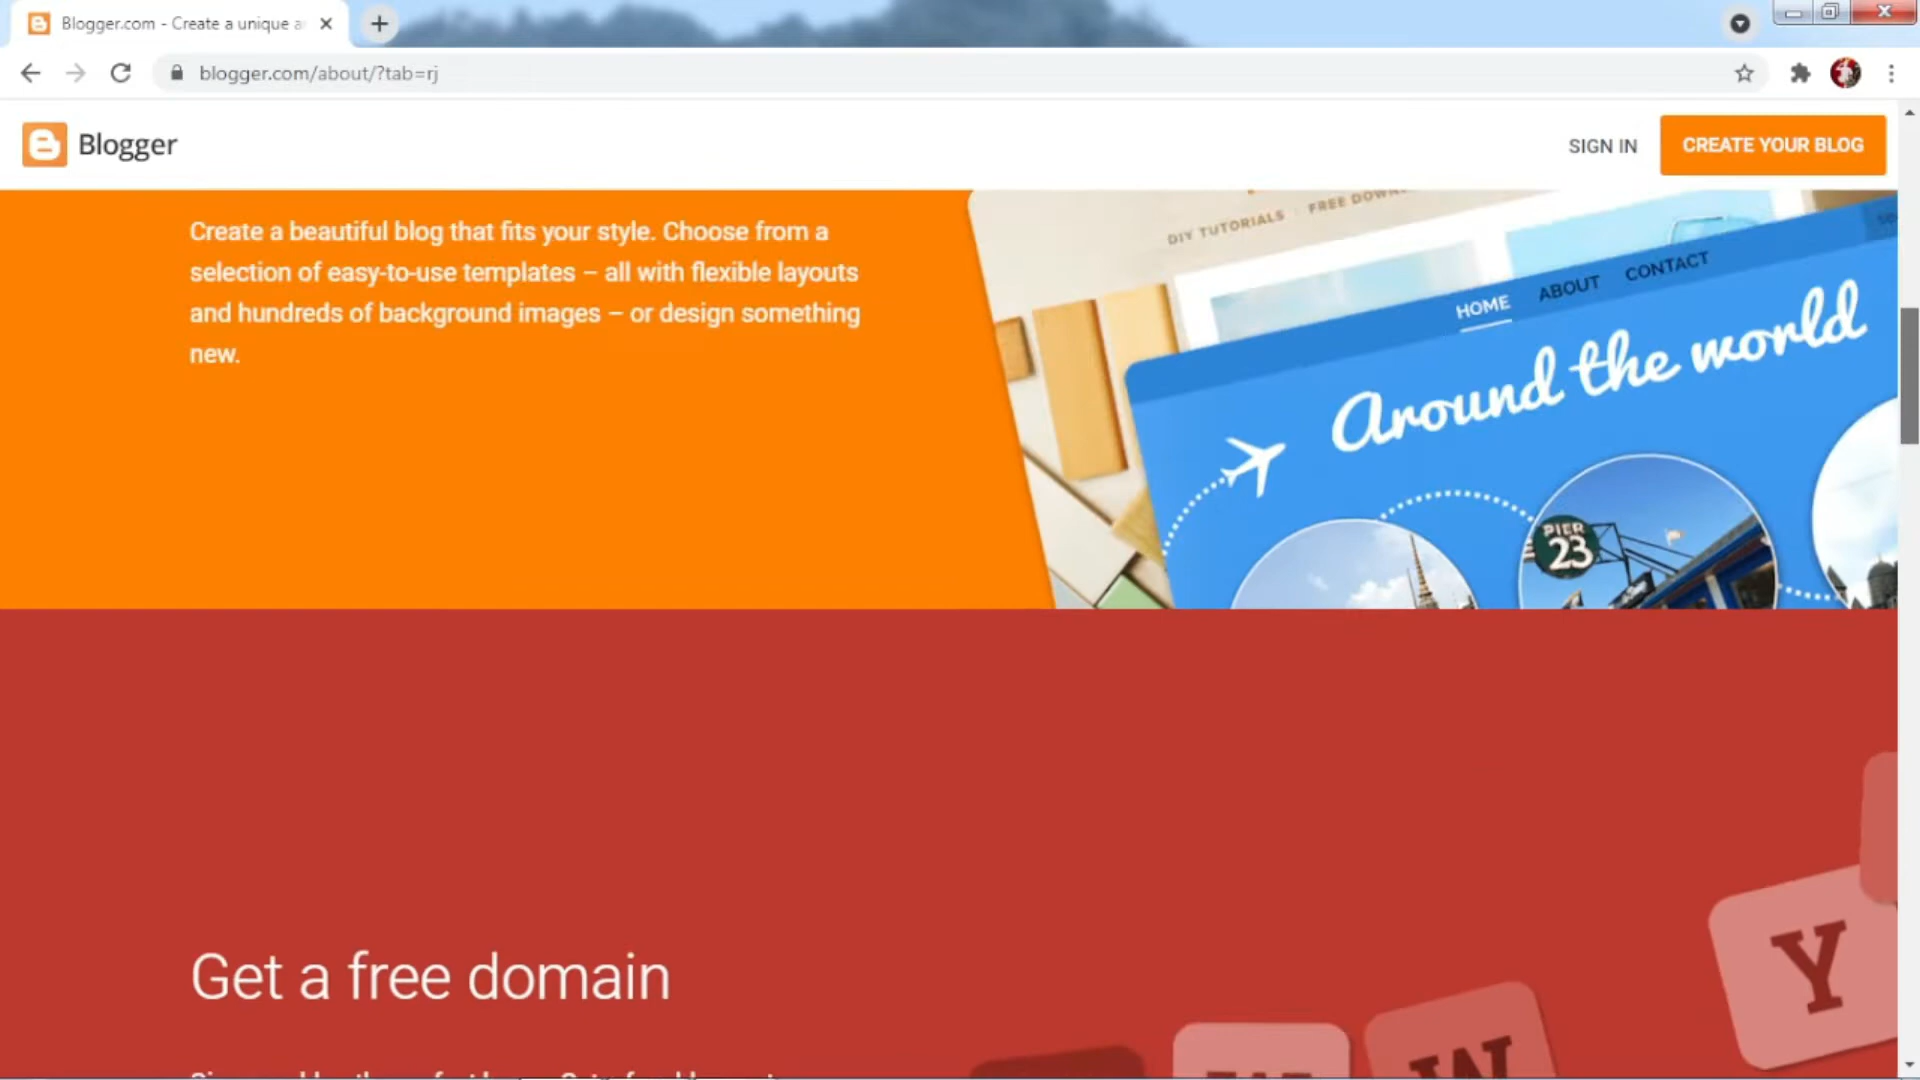 Blogger.com - Create a unique a
blogger.com/about/?tab=rj
Blogger
SIGN IN
CREATE YOUR BLOG
Create a beautiful blog that fits your style. Choose from a
selection of easy-to-use templates – all with flexible layouts
and hundreds of background images – or design something
new.
DIY TUTORIALS
FREE DOWN
HOME
ABOUT
CONTACT
Around the world
PIER
23
Get a free domain
Y
W